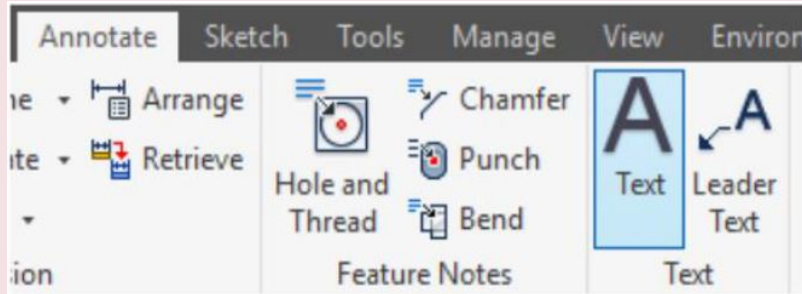 Annotate Sketch Tools Manage View
Arrange
Retrieve
Hole and
Thread
Chamfer
Punch
Bend
Feature Notes
A
Text
A
Leader
Text
Text